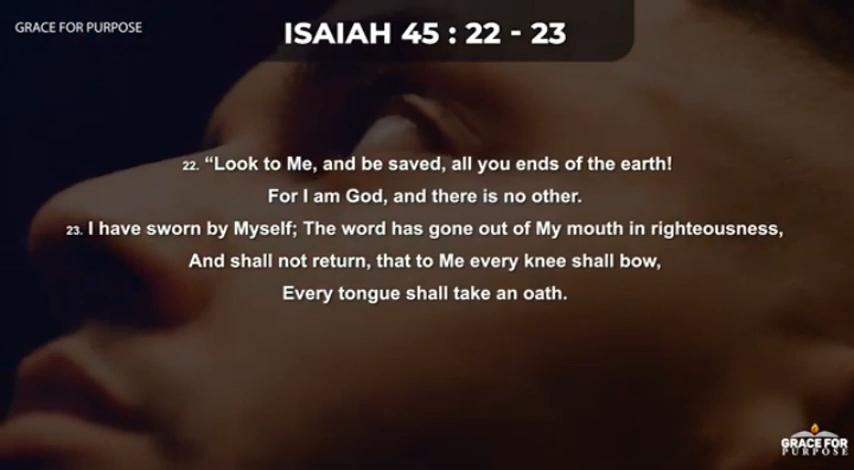 GRACE FOR PURPOSE
ISAIAH 45 : 22 - 23
22. “Look to Me, and be saved, all you ends of the earth!
For I am God, and there is no other.
23. I have sworn by Myself; The word has gone out of My mouth in righteousness,
And shall not return, that to Me every knee shall bow,
Every tongue shall take an oath.
GRACE FOR
PURPOSE